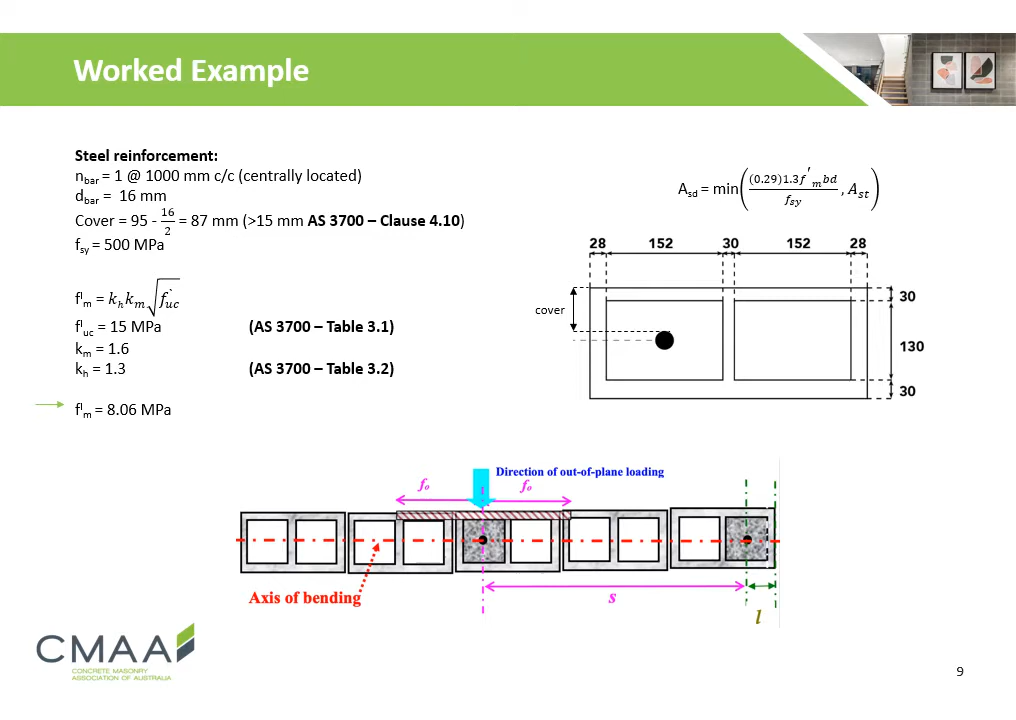 Worked Example
Steel reinforcement:
n_bar = 1 @ 1000 mm c/c (centrally located)
d_bar = 16 mm
Cover = 95 - 16/2 = 87 mm (>15 mm AS 3700 – Clause 4.10)
f_sy = 500 MPa
f^I_m = k_h k_m √f`_uc
f^I_uc = 15 MPa (AS 3700 – Table 3.1)
k_m = 1.6
k_h = 1.3 (AS 3700 – Table 3.2)
f^I_m = 8.06 MPa
A_sd = min((0.29)1.3f'_m bd / f_sy , A_st)
28 152 30 152 28
30
cover
130
30
Direction of out-of-plane loading
f_o f_o
Axis of bending
s
l
CMAA
CONCRETE MASONRY
ASSOCIATION OF AUSTRALIA
9